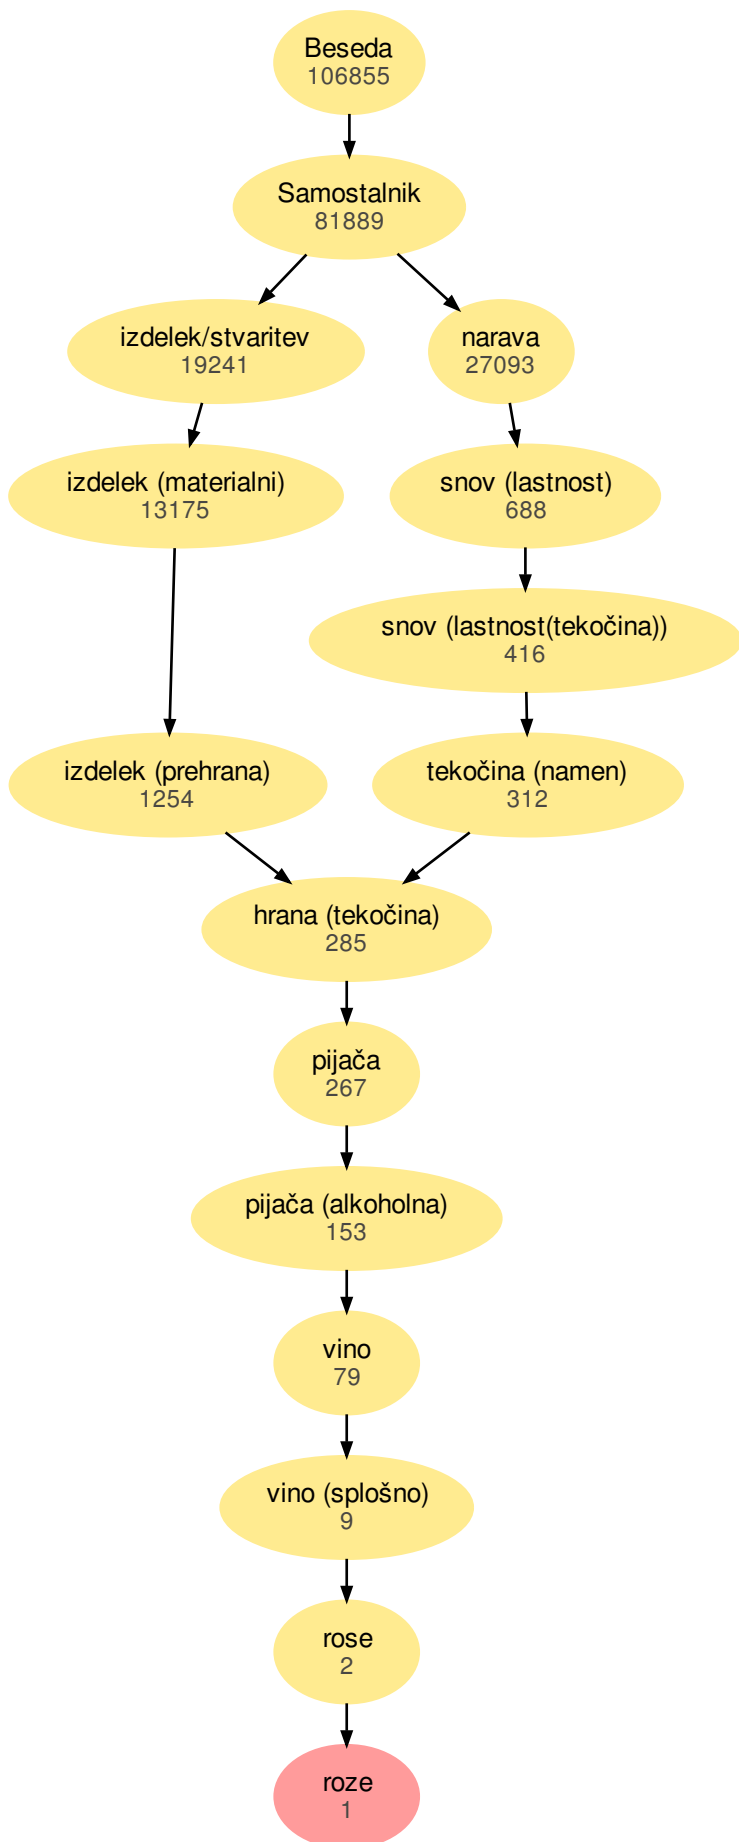 Beseda
106855
Samostalnik
81889
izdelek/stvaritev
19241
narava
27093
izdelek (materialni)
13175
snov (lastnost)
688
snov (lastnost(tekočina))
416
izdelek (prehrana)
1254
tekočina (namen)
312
hrana (tekočina)
285
pijača
267
pijača (alkoholna)
153
vino
79
vino (splošno)
9
rose
2
roze
1